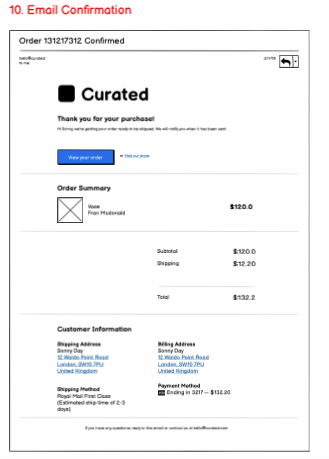 10. Email Confirmation
Order 131217312 Confirmed
hello@curated
to me
Curated
Thank you for your purchase!
Hi Sonny, we're getting your order ready to be shipped. We will notify you when it has been sent.
View your order
or Visit our store
Order Summary
Vase
Fran Mcdonald
$120.0
Subtotal $120.0
Shipping $12.20
Total $132.2
Customer Information
Shipping Address
Sonny Day
12 Waldo Point Road
London, SW10 7PU
United Kingdom
Billing Address
Sonny Day
12 Waldo Point Road
London, SW10 7PU
United Kingdom
Shipping Method
Royal Mail First Class
(Estimated ship time of 2-3
days)
Payment Method
Ending in 3217 — $132.20
If you have any questions, reply to this email or contact us at hello@curated.com